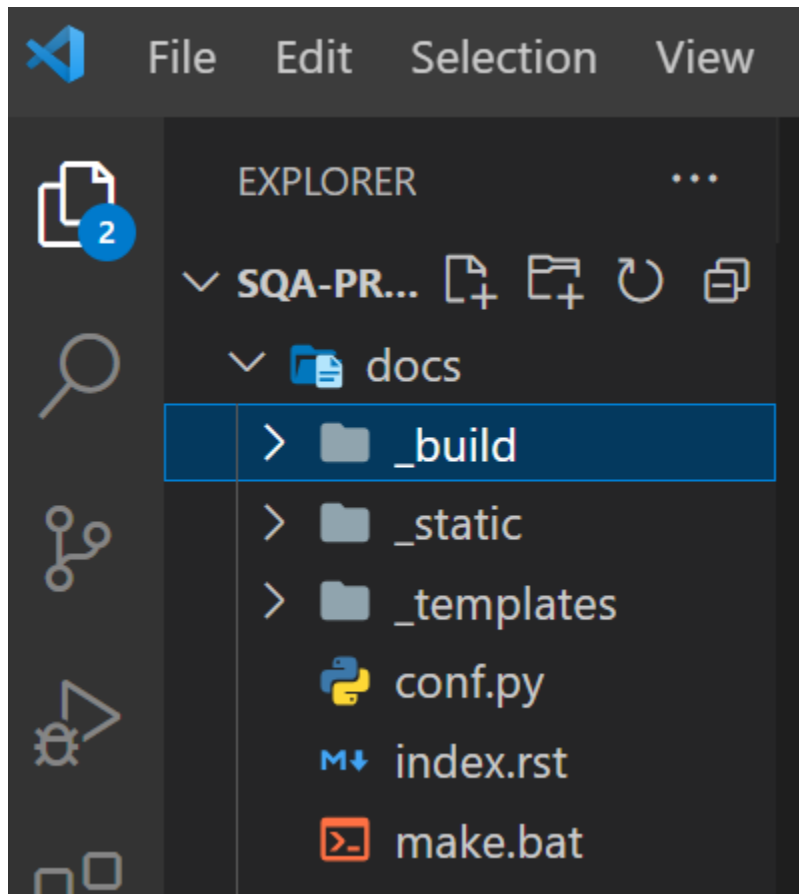 File Edit Selection View
EXPLORER ...
2
SQA-PR...
docs
_build
_static
_templates
conf.py
M index.rst
make.bat